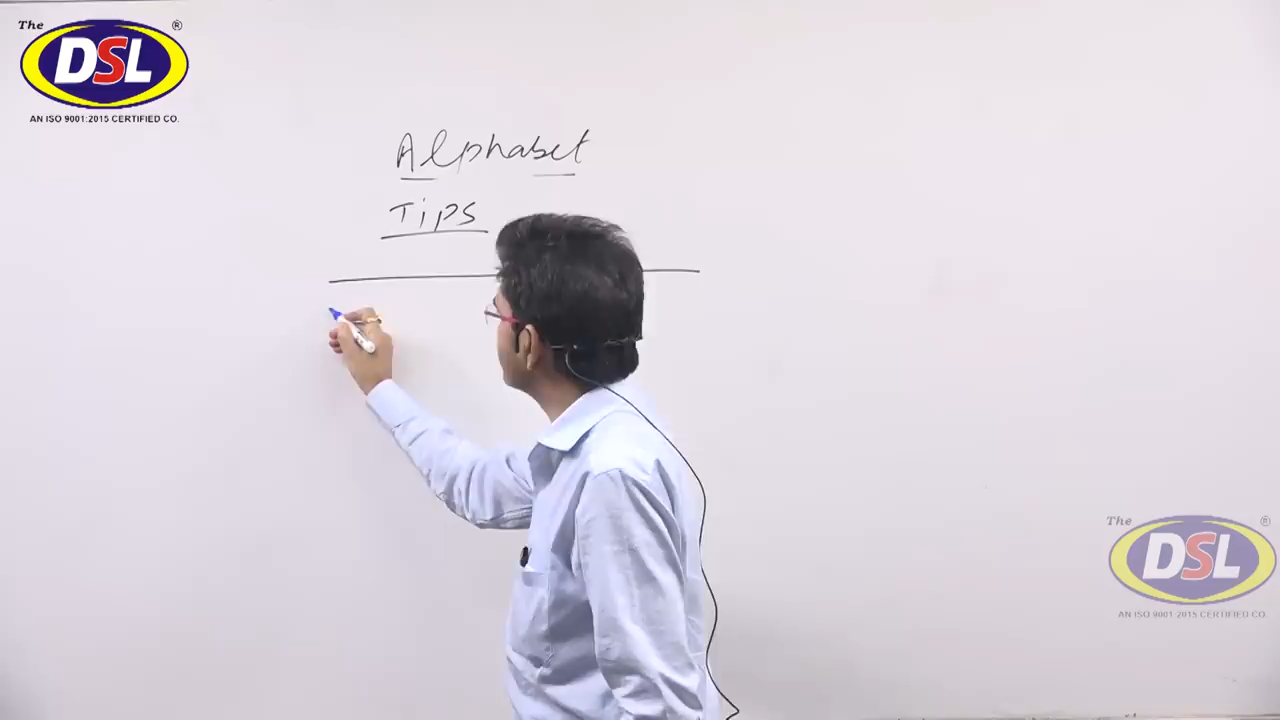 The DSL ®
AN ISO 9001:2015 CERTIFIED CO.
Alphabet
Tips
The DSL ®
AN ISO 9001:2015 CERTIFIED CO.